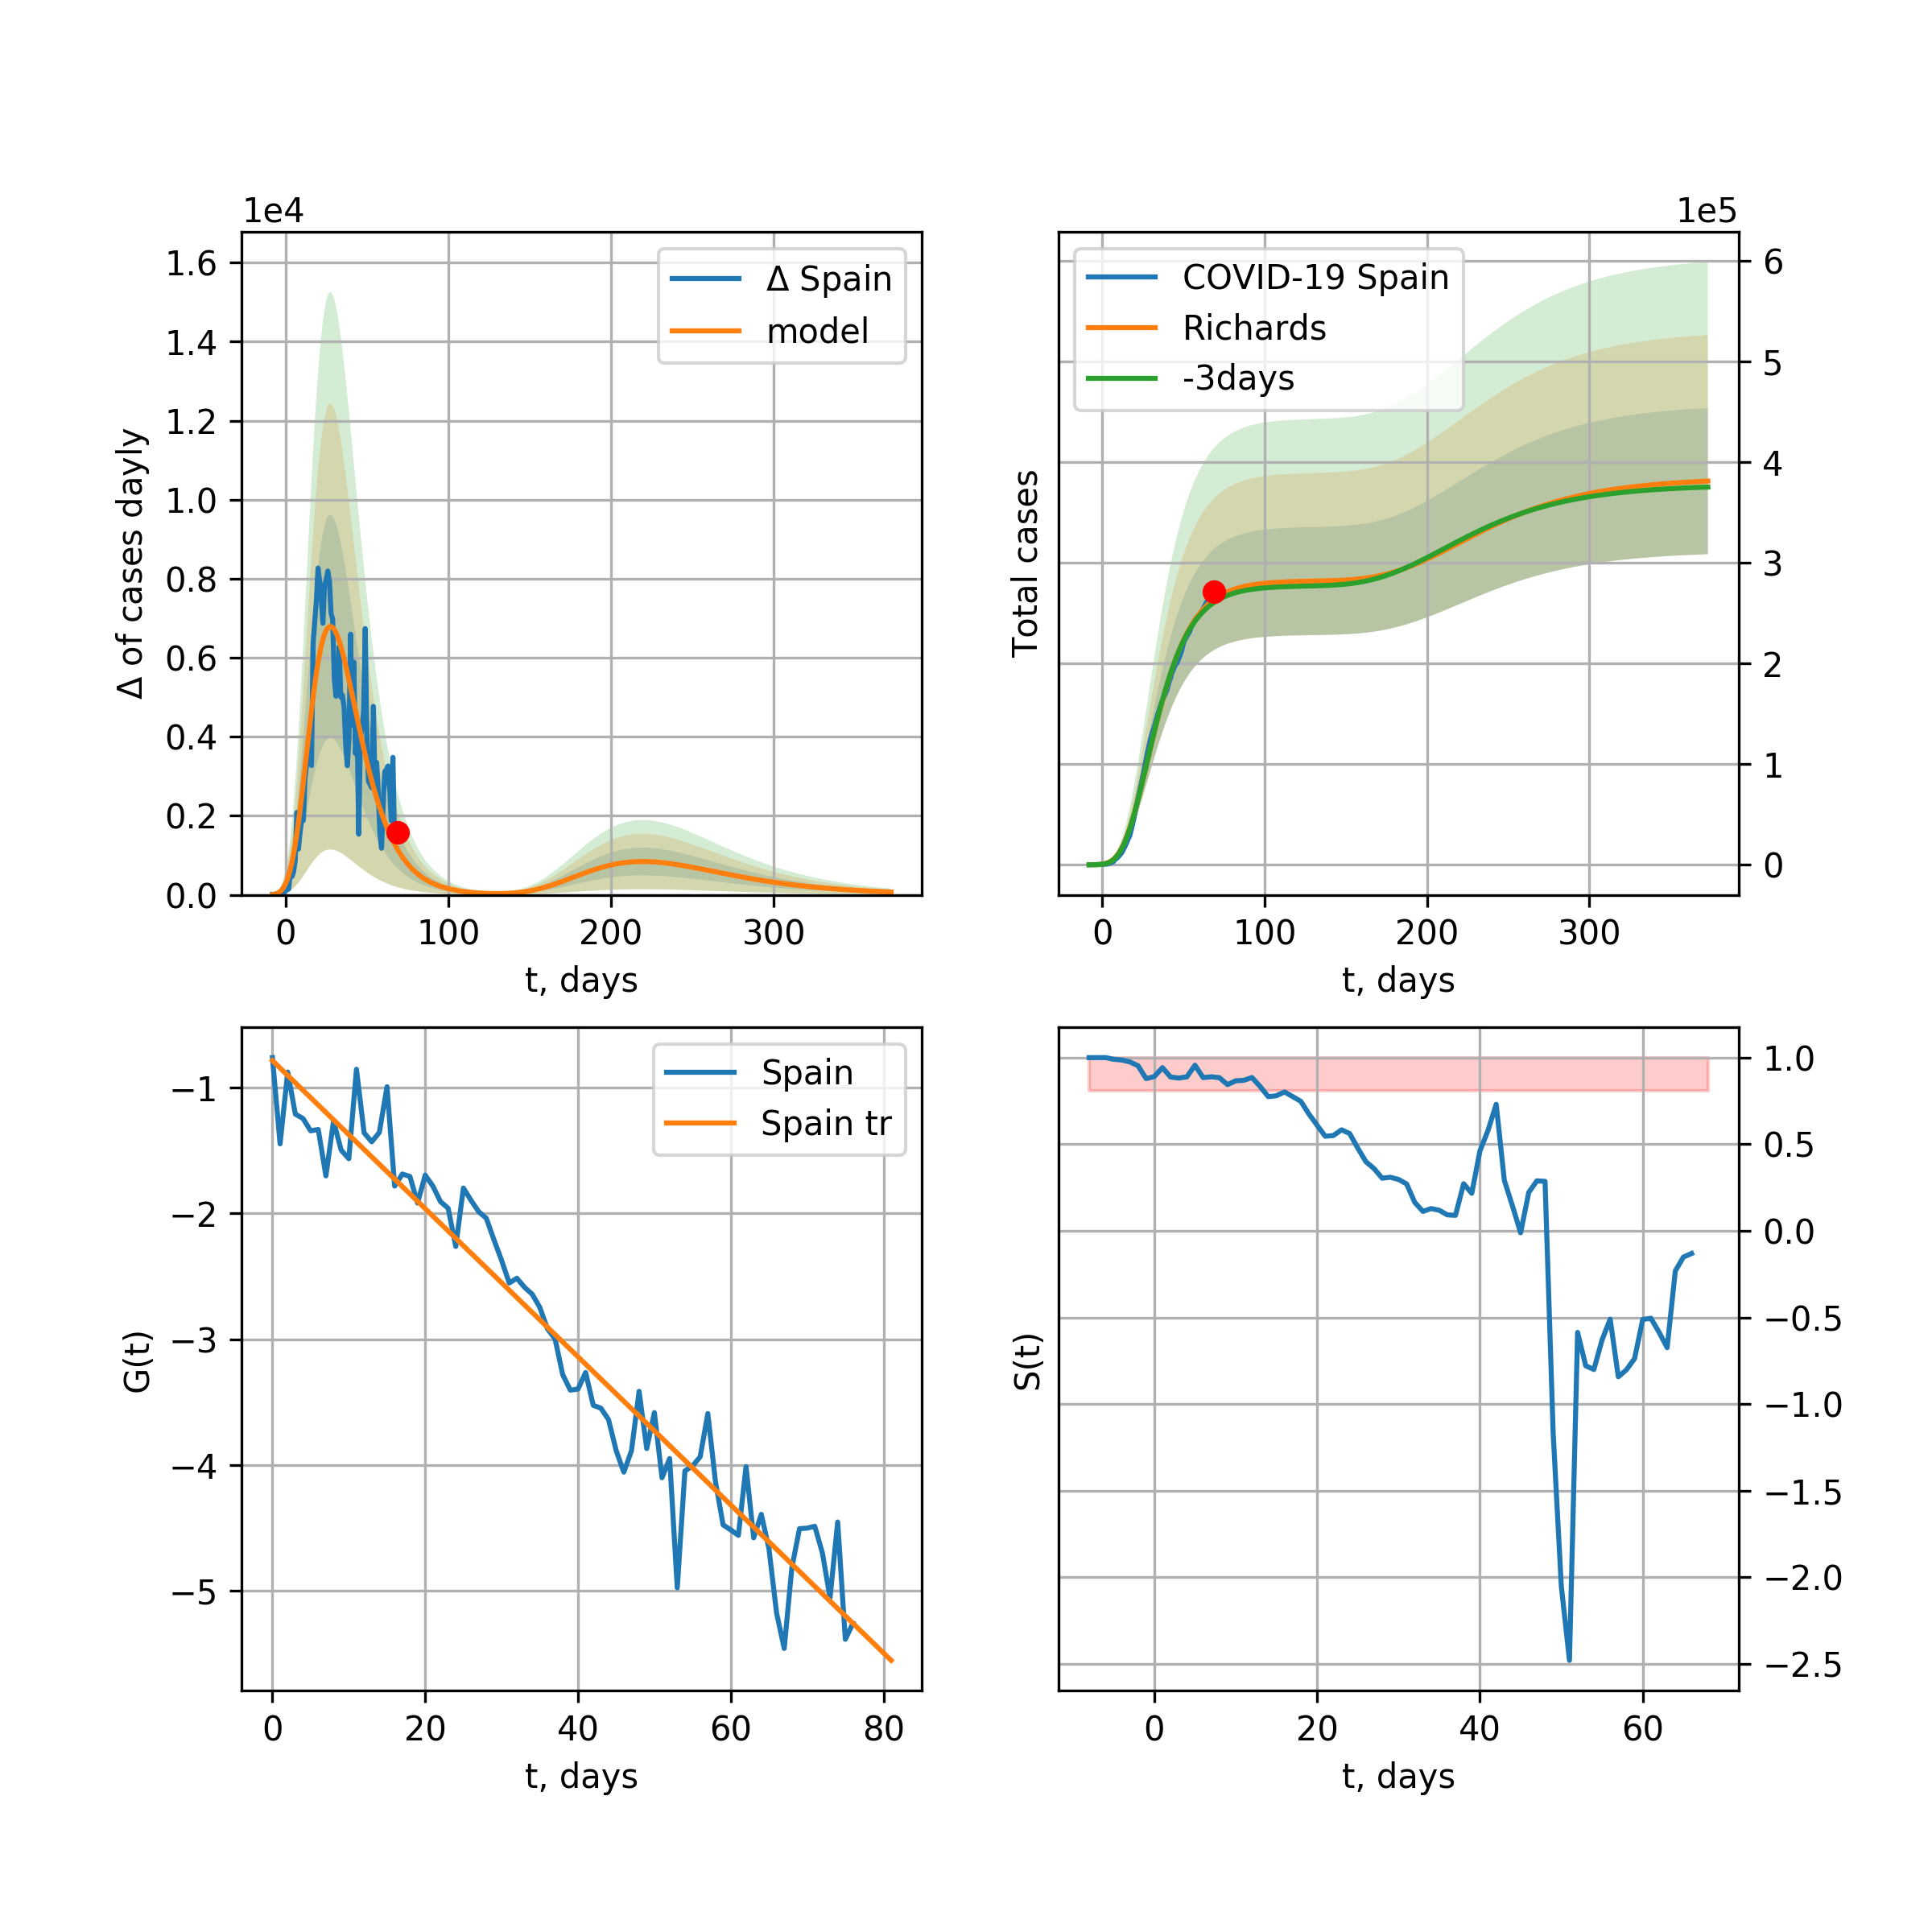 1e4
Δ of cases dayly
1.6
1.4
1.2
1.0
0.8
0.6
0.4
0.2
0.0
0 100 200 300
t, days
Δ Spain
model
1e5
Total cases
6
5
4
3
2
1
0
0 100 200 300
t, days
COVID-19 Spain
Richards
-3days
G(t)
−1
−2
−3
−4
−5
0 20 40 60 80
t, days
Spain
Spain tr
S(t)
1.0
0.5
0.0
−0.5
−1.0
−1.5
−2.0
−2.5
0 20 40 60
t, days